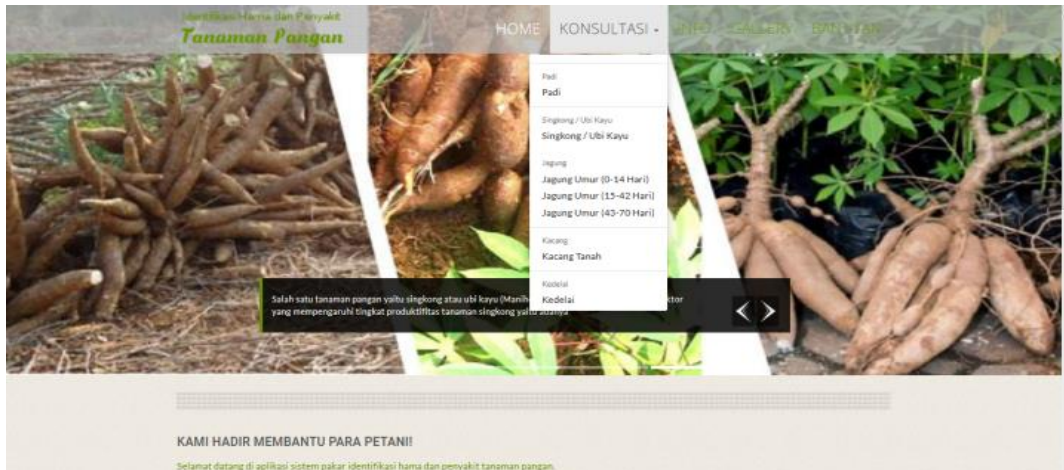 Identifikasi Hama dan Penyakit
Tanaman Pangan
HOME KONSULTASI INFO GALLERY BANTUAN
Padi
Padi
Singkong / Ubi Kayu
Singkong / Ubi Kayu
Jagung
Jagung Umur (0-14 Hari)
Jagung Umur (15-42 Hari)
Jagung Umur (43-70 Hari)
Kacang
Kacang Tanah
Kedelai
Kedelai
Salah satu tanaman pangan yaitu singkong atau ubi kayu
yang mempengaruhi tingkat produktifitas tanaman singkong yaitu adanya
KAMI HADIR MEMBANTU PARA PETANI!
Selamat datang di aplikasi sistem pakar identifikasi hama dan penyakit tanaman pangan.